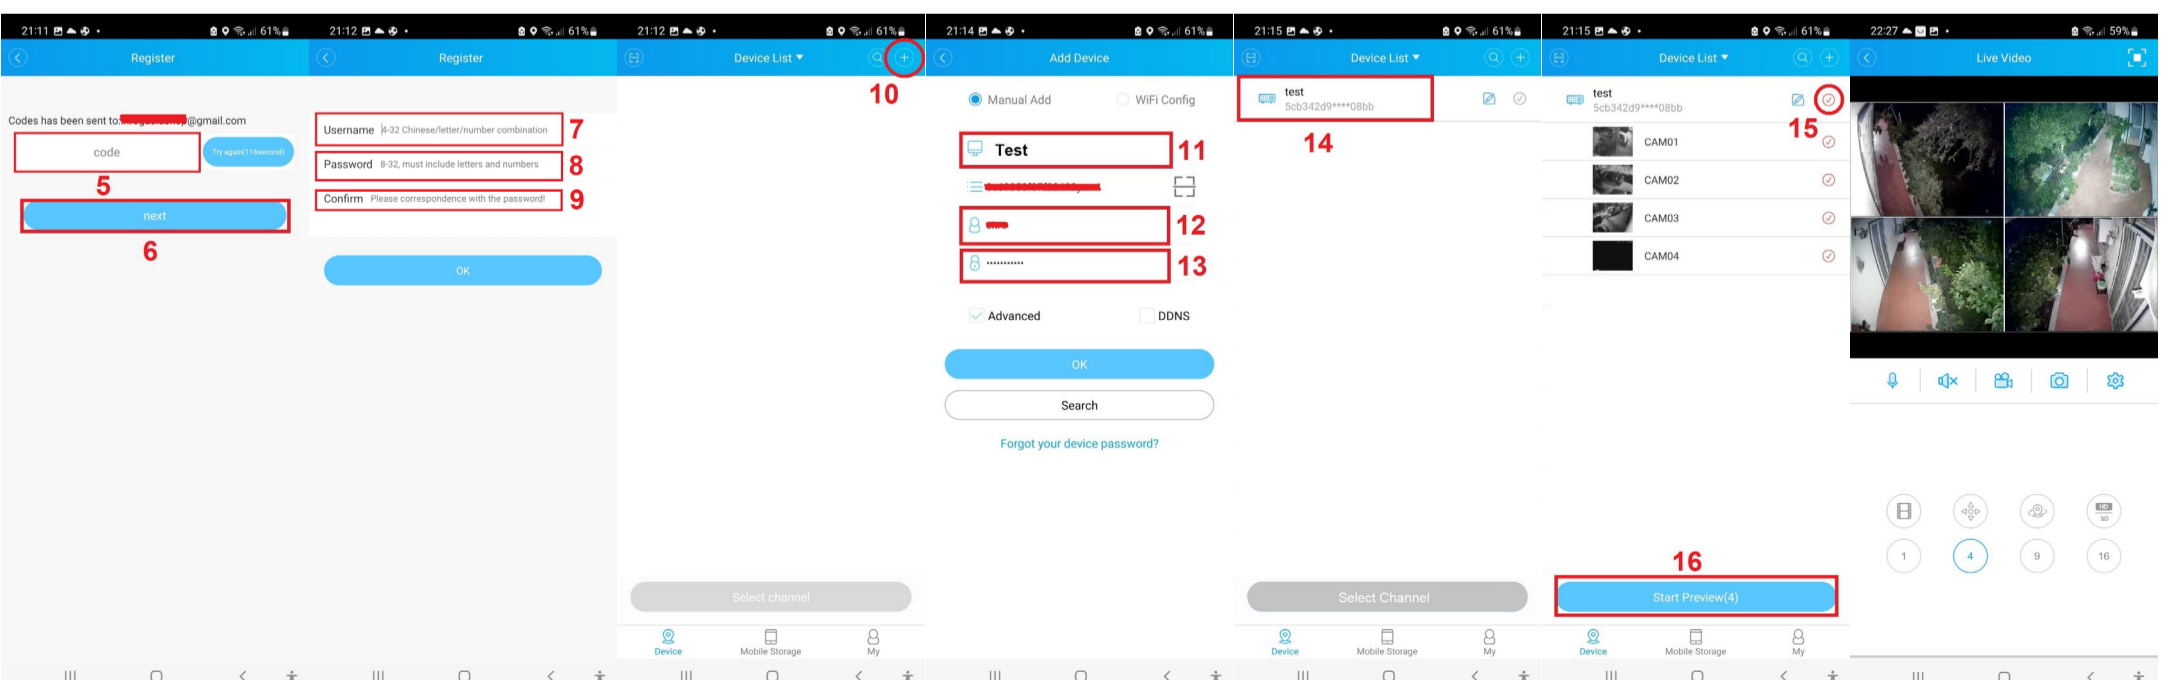 21:11
61%
Register
Codes has been sent to:
@gmail.com
code
Try again(116second)
5
next
6
21:12
61%
Register
Username 4-32 Chinese/letter/number combination
7
Password 8-32, must include letters and numbers
8
Confirm Please correspondence with the password!
9
OK
21:12
61%
Device List
10
Select channel
Device
Mobile Storage
My
21:14
61%
Add Device
Manual Add
WiFi Config
Test
11
12
13
Advanced
DDNS
OK
Search
Forgot your device password?
21:15
61%
Device List
test
5cb342d9****08bb
14
Select Channel
Device
Mobile Storage
My
21:15
61%
Device List
test
5cb342d9****08bb
15
CAM01
CAM02
CAM03
CAM04
16
Start Preview(4)
Device
Mobile Storage
My
22:27
59%
Live Video
HD
SD
1
4
9
16